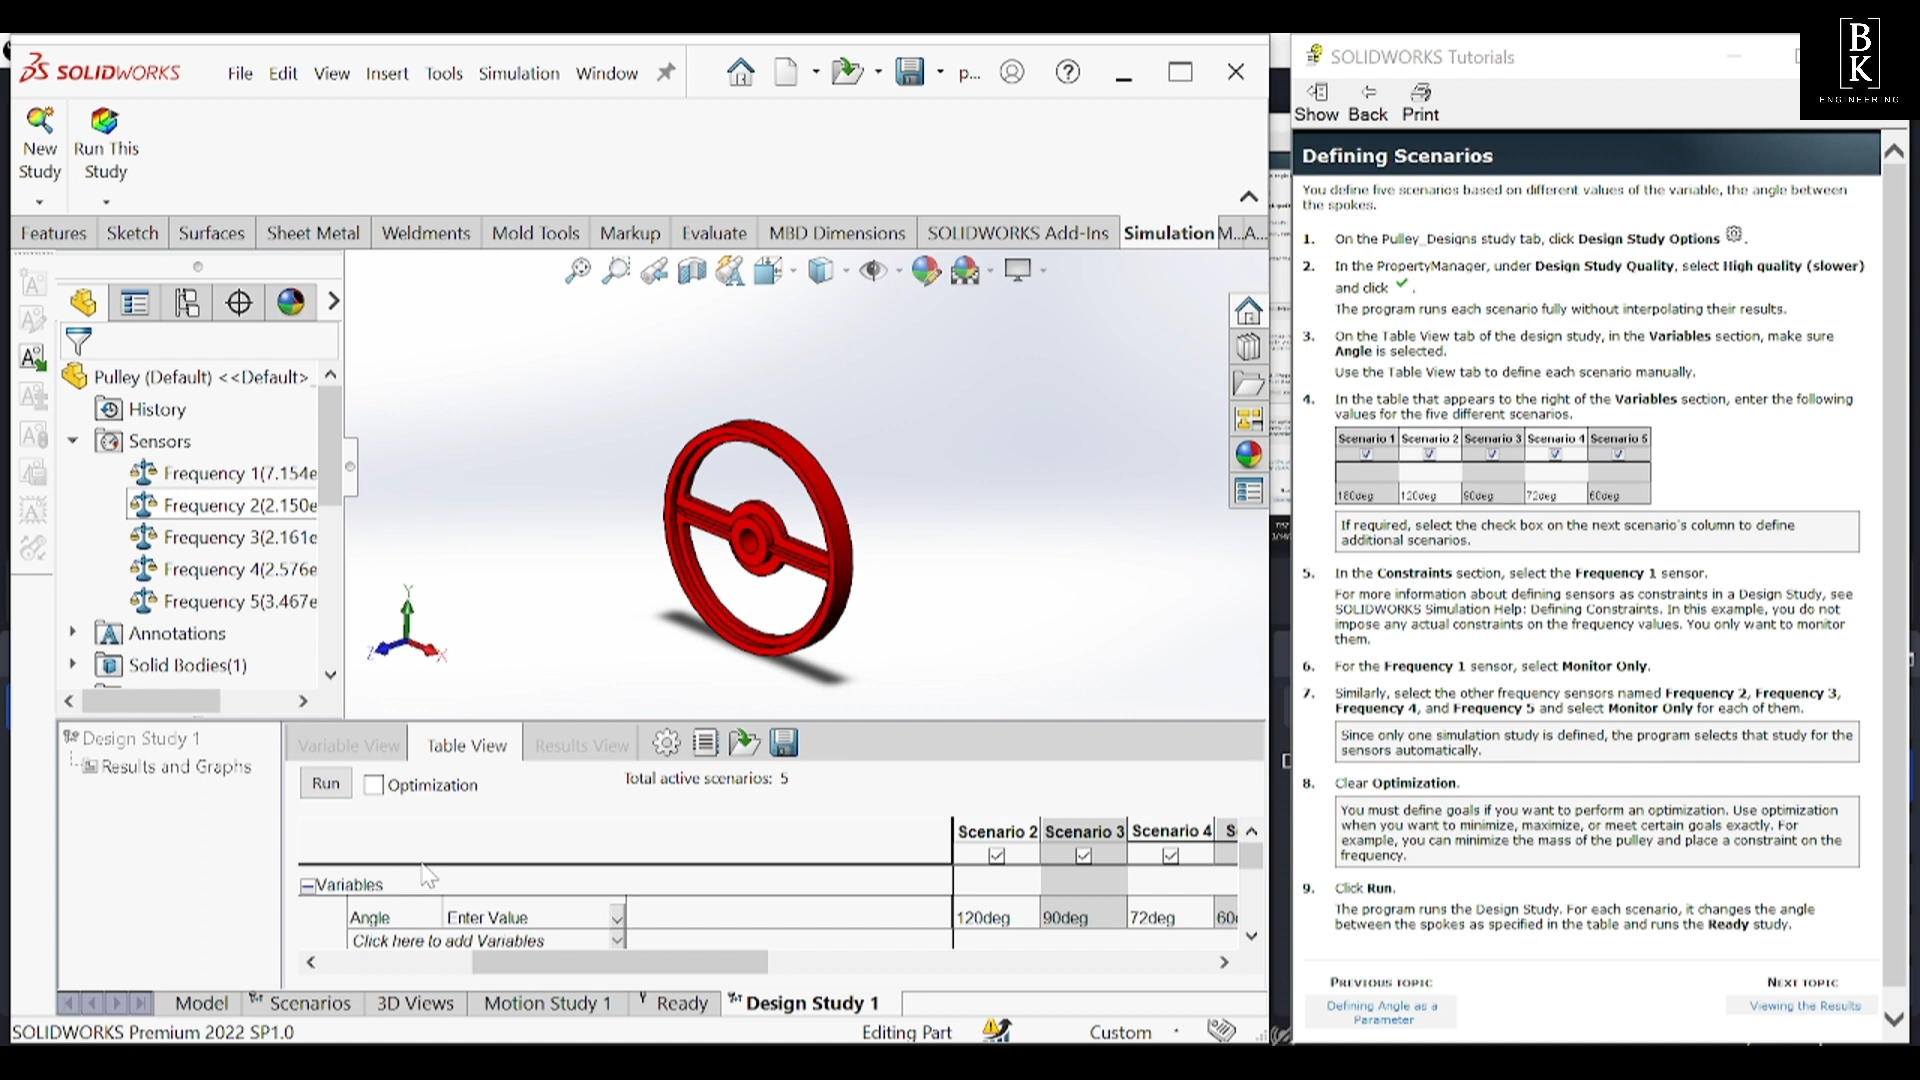 SOLIDWORKS
File Edit View Insert Tools Simulation Window p...
New Study
Run This Study
Features Sketch Surfaces Sheet Metal Weldments Mold Tools Markup Evaluate MBD Dimensions SOLIDWORKS Add-Ins Simulation M... A...
Pulley (Default) <<Default>_
History
Sensors
Frequency 1(7.154e
Frequency 2(2.150e
Frequency 3(2.161e
Frequency 4(2.576e
Frequency 5(3.467e
Annotations
Solid Bodies(1)
Y
Z
X
Design Study 1
Results and Graphs
Variable View Table View Results View
Run Optimization Total active scenarios: 5
Scenario 2 Scenario 3 Scenario 4 S
Variables
Angle Enter Value 120deg 90deg 72deg 60
Click here to add Variables
Model Scenarios 3D Views Motion Study 1 Ready Design Study 1
SOLIDWORKS Premium 2022 SP1.0 Editing Part Custom
SOLIDWORKS Tutorials
B
K
ENGINEERING
Show Back Print
Defining Scenarios
You define five scenarios based on different values of the variable, the angle between
the spokes.
1. On the Pulley_Designs study tab, click Design Study Options .
2. In the PropertyManager, under Design Study Quality, select High quality (slower)
and click .
The program runs each scenario fully without interpolating their results.
3. On the Table View tab of the design study, in the Variables section, make sure
Angle is selected.
Use the Table View tab to define each scenario manually.
4. In the table that appears to the right of the Variables section, enter the following
values for the five different scenarios.
Scenario 1 Scenario 2 Scenario 3 Scenario 4 Scenario 5
180deg 120deg 90deg 72deg 60deg
If required, select the check box on the next scenario's column to define
additional scenarios.
5. In the Constraints section, select the Frequency 1 sensor.
For more information about defining sensors as constraints in a Design Study, see
SOLIDWORKS Simulation Help: Defining Constraints. In this example, you do not
impose any actual constraints on the frequency values. You only want to monitor
them.
6. For the Frequency 1 sensor, select Monitor Only.
7. Similarly, select the other frequency sensors named Frequency 2, Frequency 3,
Frequency 4, and Frequency 5 and select Monitor Only for each of them.
Since only one simulation study is defined, the program selects that study for the
sensors automatically.
8. Clear Optimization.
You must define goals if you want to perform an optimization. Use optimization
when you want to minimize, maximize, or meet certain goals exactly. For
example, you can minimize the mass of the pulley and place a constraint on the
frequency.
9. Click Run.
The program runs the Design Study. For each scenario, it changes the angle
between the spokes as specified in the table and runs the Ready study.
PREVIOUS TOPIC NEXT TOPIC
Defining Angle as a Viewing the Results
Parameter